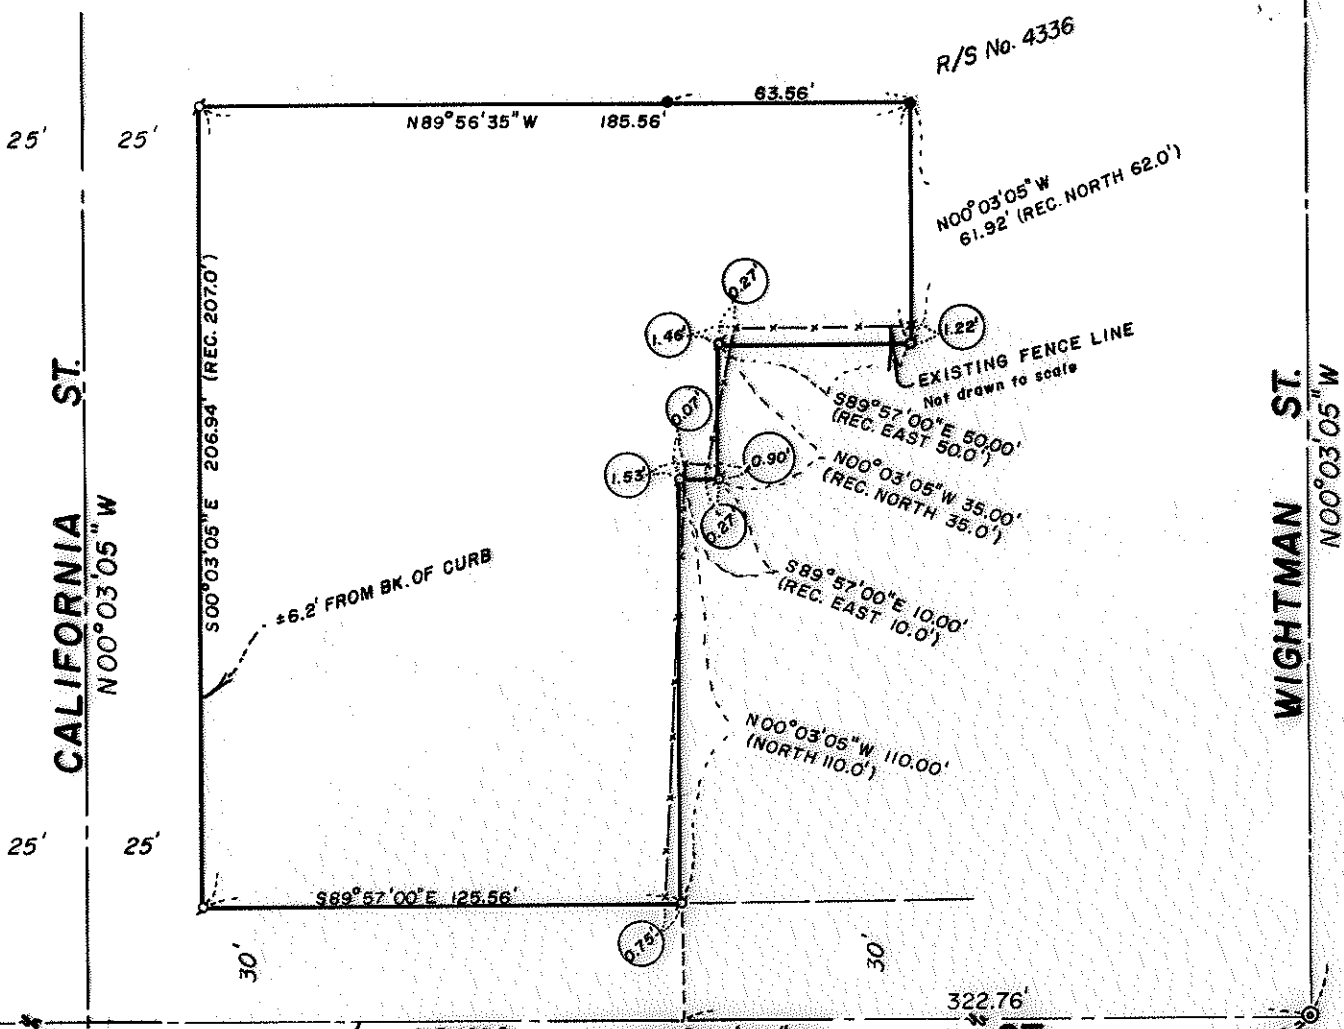 R/S No. 4336
63.56'
N89°56'35"W 185.56'
25' 25'
N00°03'05"W
61.92' (REC. NORTH 62.0')
0.27'
1.46'
1.22'
EXISTING FENCE LINE
Not drawn to scale
S89°57'00"E 50.00'
(REC. EAST 50.0')
0.07'
0.90'
1.53'
N00°03'05"W 35.00'
(REC. NORTH 35.0')
0.27'
S00°03'05"E 206.94' (REC. 207.0')
CALIFORNIA ST.
N00°03'05"W
WIGHTMAN ST.
N00°03'05"W
±6.2' FROM BK. OF CURB
S89°57'00"E 10.00'
(REC. EAST 10.0')
N00°03'05"W 110.00'
(NORTH 110.0')
25' 25'
S89°57'00"E 125.56'
0.75'
30' 30'
322.76'